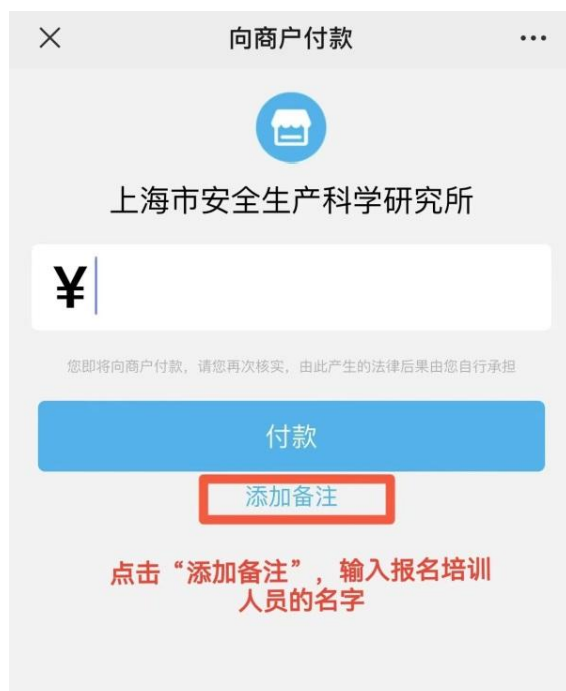 向商户付款
上海市安全生产科学研究所
¥
您即将向商户付款，请您再次核实，由此产生的法律后果由您自行承担
付款
添加备注
点击“添加备注”，输入报名培训
人员的名字